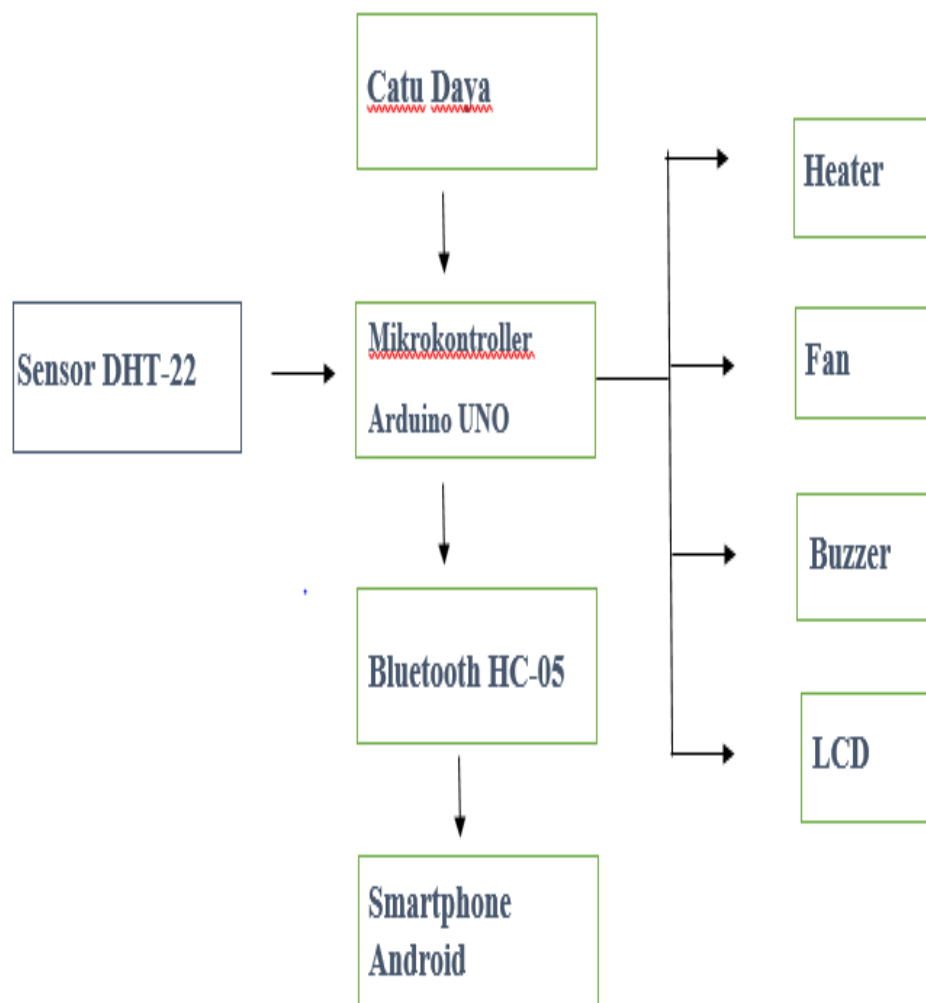 Catu Daya
Heater
Sensor DHT-22
Mikrokontroller
Arduino UNO
Fan
Buzzer
Bluetooth HC-05
LCD
Smartphone
Android